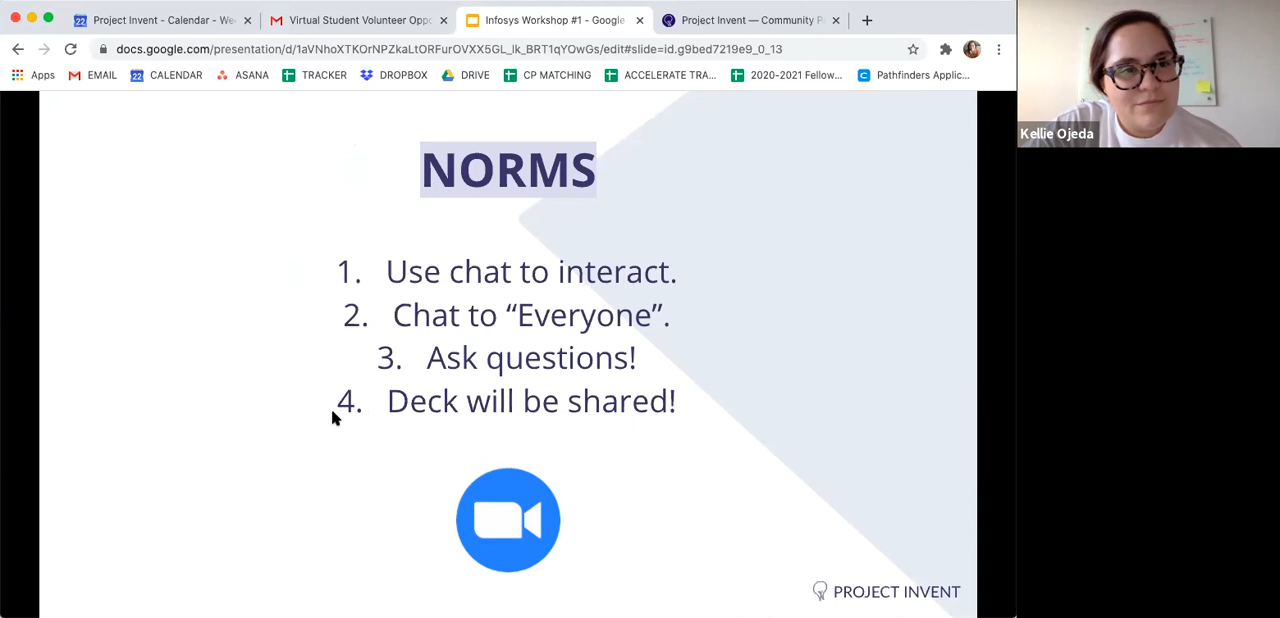 Project Invent - Calendar - We
Virtual Student Volunteer Oppo
Infosys Workshop #1 - Google
Project Invent — Community P
docs.google.com/presentation/d/1aVNhoXTKOrNPZkaLtORFurOVXX5GL_ik_BRT1qYOwGs/edit#slide=id.g9bed7219e9_0_13
Apps EMAIL 22 CALENDAR ASANA TRACKER DROPBOX DRIVE CP MATCHING ACCELERATE TRA... 2020-2021 Fellow... Pathfinders Applic...
Kellie Ojeda
NORMS
1. Use chat to interact.
2. Chat to “Everyone”.
3. Ask questions!
4. Deck will be shared!
PROJECT INVENT